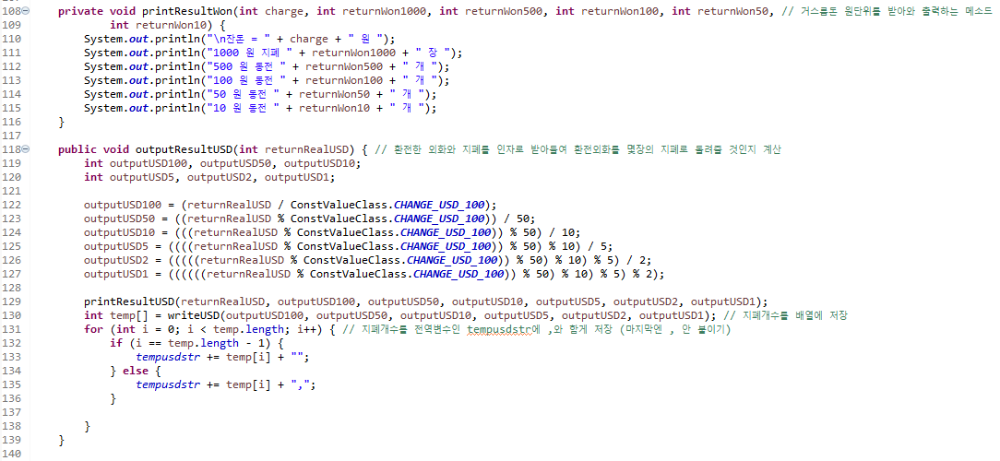 108 private void printResultWon(int charge, int returnWon1000, int returnWon500, int returnWon100, int returnWon50, // 거스름돈 원단위를 받아와 출력하는 메소드
109 int returnWon10) {
110 System.out.println("\n잔돈 = " + charge + " 원 ");
111 System.out.println("1000 원 지폐 " + returnWon1000 + " 장 ");
112 System.out.println("500 원 동전 " + returnWon500 + " 개 ");
113 System.out.println("100 원 동전 " + returnWon100 + " 개 ");
114 System.out.println("50 원 동전 " + returnWon50 + " 개 ");
115 System.out.println("10 원 동전 " + returnWon10 + " 개 ");
116 }
117
118 public void outputResultUSD(int returnRealUSD) { // 환전한 외화와 지폐를 인자로 받아들여 환전외화를 몇장의 지폐로 돌려줄 것인지 계산
119 int outputUSD100, outputUSD50, outputUSD10;
120 int outputUSD5, outputUSD2, outputUSD1;
121
122 outputUSD100 = (returnRealUSD / ConstValueClass.CHANGE_USD_100);
123 outputUSD50 = ((returnRealUSD % ConstValueClass.CHANGE_USD_100)) / 50;
124 outputUSD10 = (((returnRealUSD % ConstValueClass.CHANGE_USD_100)) % 50) / 10;
125 outputUSD5 = ((((returnRealUSD % ConstValueClass.CHANGE_USD_100)) % 50) % 10) / 5;
126 outputUSD2 = (((((returnRealUSD % ConstValueClass.CHANGE_USD_100)) % 50) % 10) % 5) / 2;
127 outputUSD1 = ((((((returnRealUSD % ConstValueClass.CHANGE_USD_100)) % 50) % 10) % 5) % 2);
128
129 printResultUSD(returnRealUSD, outputUSD100, outputUSD50, outputUSD10, outputUSD5, outputUSD2, outputUSD1);
130 int temp[] = writeUSD(outputUSD100, outputUSD50, outputUSD10, outputUSD5, outputUSD2, outputUSD1); // 지폐개수를 배열에 저장
131 for (int i = 0; i < temp.length; i++) { // 지폐개수를 전역변수인 tempusdstr에 ,와 함께 저장 (마지막엔 , 안 붙이기)
132 if (i == temp.length - 1) {
133 tempusdstr += temp[i] + "";
134 } else {
135 tempusdstr += temp[i] + ",";
136 }
137
138 }
139 }
140